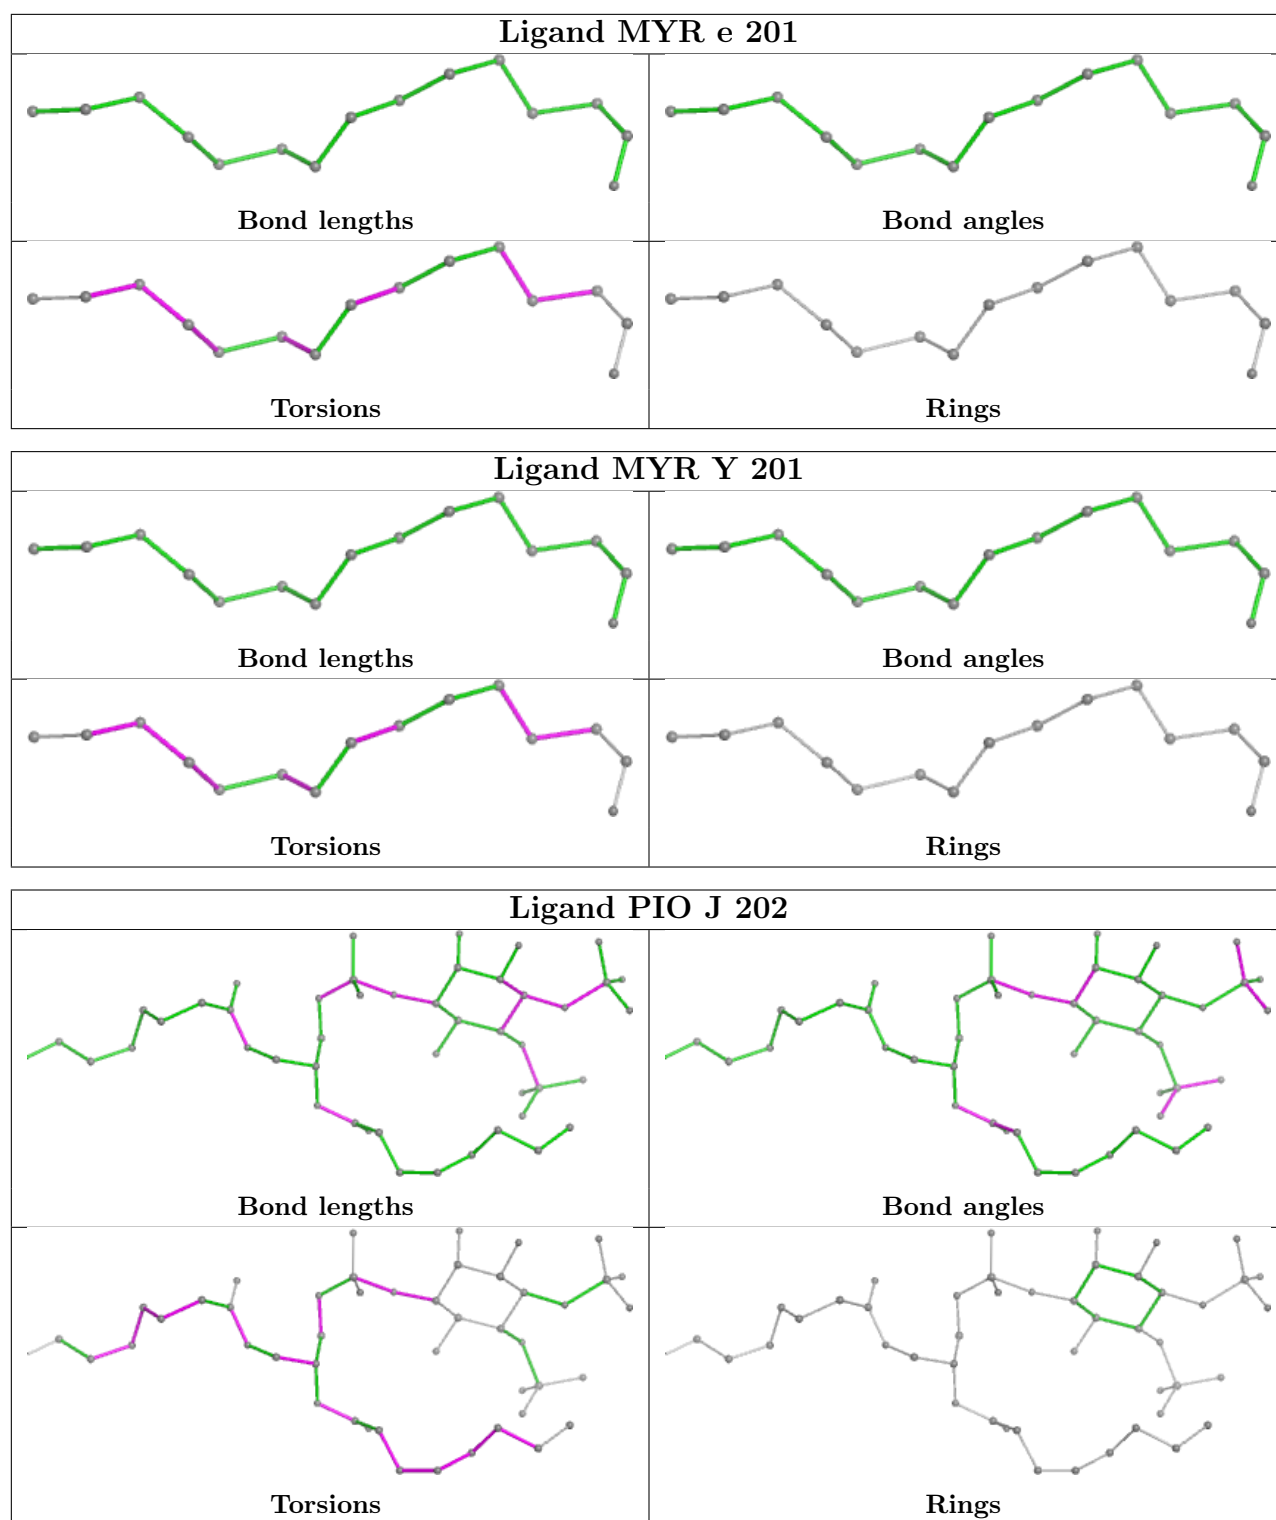 Ligand MYR e 201
Bond lengths
Bond angles
Torsions
Rings
Ligand MYR Y 201
Bond lengths
Bond angles
Torsions
Rings
Ligand PIO J 202
Bond lengths
Bond angles
Torsions
Rings